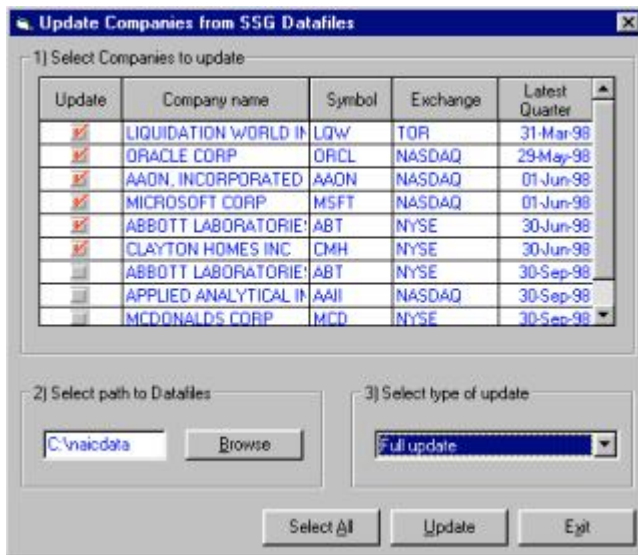 Update Companies from SSG Datafiles
1) Select Companies to update
Update Company name Symbol Exchange Latest Quarter
LIQUIDATION WORLD IN LQW TOR 31-Mar-98
ORACLE CORP ORCL NASDAQ 29-May-98
AAON, INCORPORATED AAON NASDAQ 01-Jun-98
MICROSOFT CORP MSFT NASDAQ 01-Jun-98
ABBOTT LABORATORIE ABT NYSE 30-Jun-98
CLAYTON HOMES INC CMH NYSE 30-Jun-98
ABBOTT LABORATORIE ABT NYSE 30-Sep-98
APPLIED ANALYTICAL IN AAII NASDAQ 30-Sep-98
MCDONALDS CORP MCD NYSE 30-Sep-98
2) Select path to Datafiles
C:\naicdata Browse
3) Select type of update
Full update
Select All Update Exit